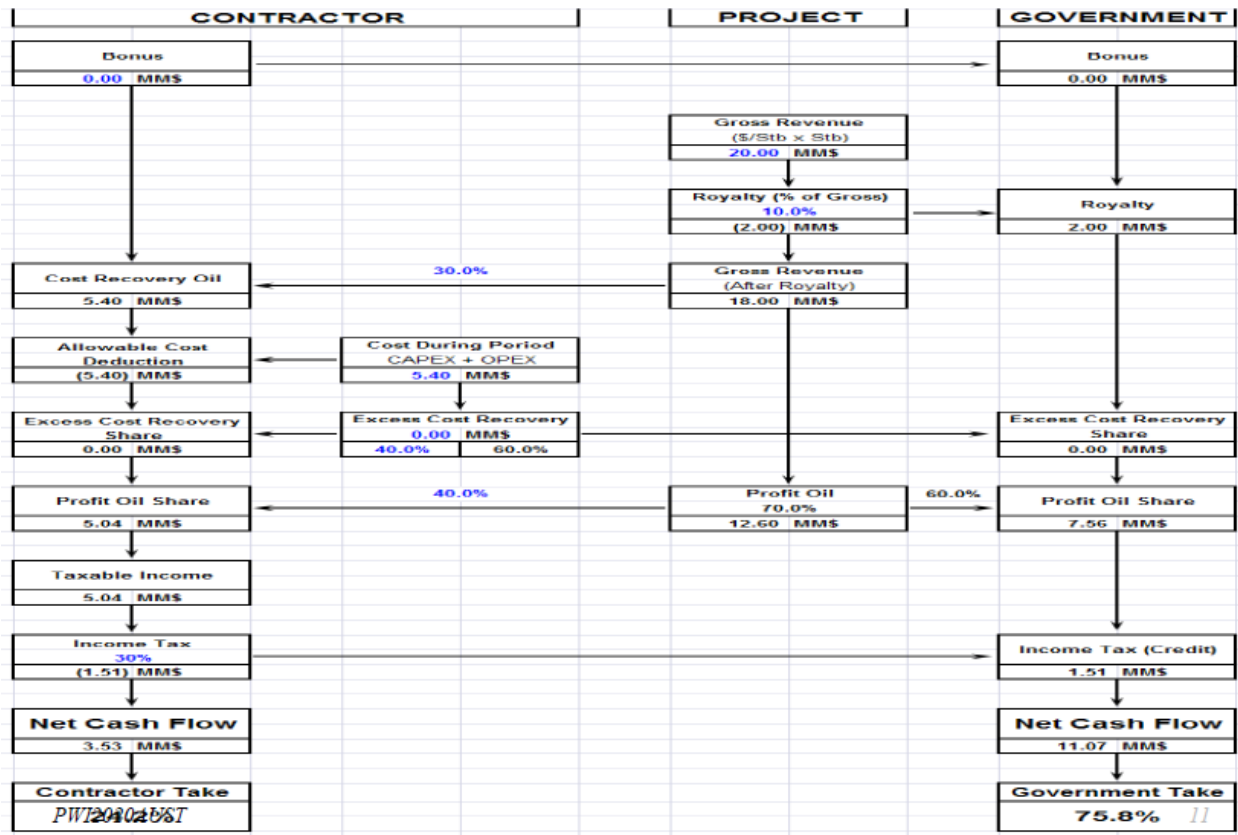 CONTRACTOR PROJECT GOVERNMENT
Bonus
0.00 MM$
Bonus
0.00 MM$
Gross Revenue
($/Stb x Stb)
20.00 MM$
Royalty (% of Gross)
10.0%
(2.00) MM$
Royalty
2.00 MM$
Cost Recovery Oil
5.40 MM$
30.0%
Gross Revenue
(After Royalty)
18.00 MM$
Allowable Cost
Deduction
(5.40) MM$
Cost During Period
CAPEX + OPEX
5.40 MM$
Excess Cost Recovery
Share
0.00 MM$
Excess Cost Recovery
0.00 MM$
40.0% 60.0%
Excess Cost Recovery
Share
0.00 MM$
Profit Oil Share
5.04 MM$
40.0%
Profit Oil
70.0%
12.60 MM$
60.0%
Profit Oil Share
7.56 MM$
Taxable Income
5.04 MM$
Income Tax
30%
(1.51) MM$
Income Tax (Credit)
1.51 MM$
Net Cash Flow
3.53 MM$
Net Cash Flow
11.07 MM$
Contractor Take
Government Take
75.8% 11